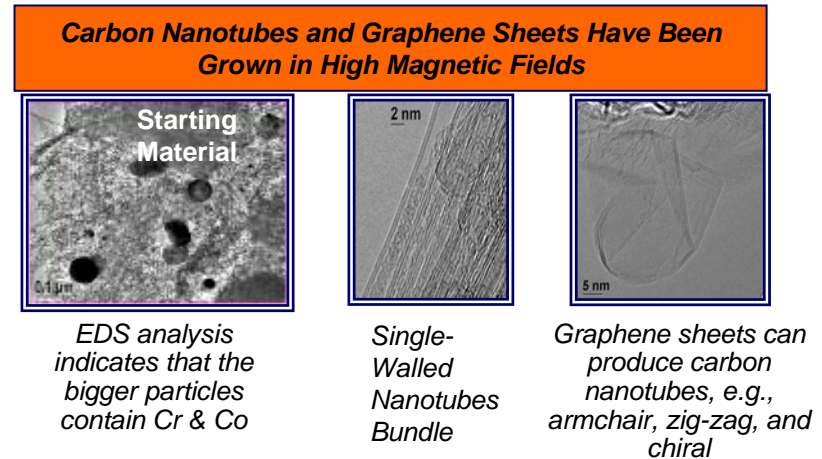 Carbon Nanotubes and Graphene Sheets Have Been
Grown in High Magnetic Fields
Starting
Material
0.1 µm
2 nm
5 nm
EDS analysis
indicates that the
bigger particles
contain Cr & Co
Single-
Walled
Nanotubes
Bundle
Graphene sheets can
produce carbon
nanotubes, e.g.,
armchair, zig-zag, and
chiral